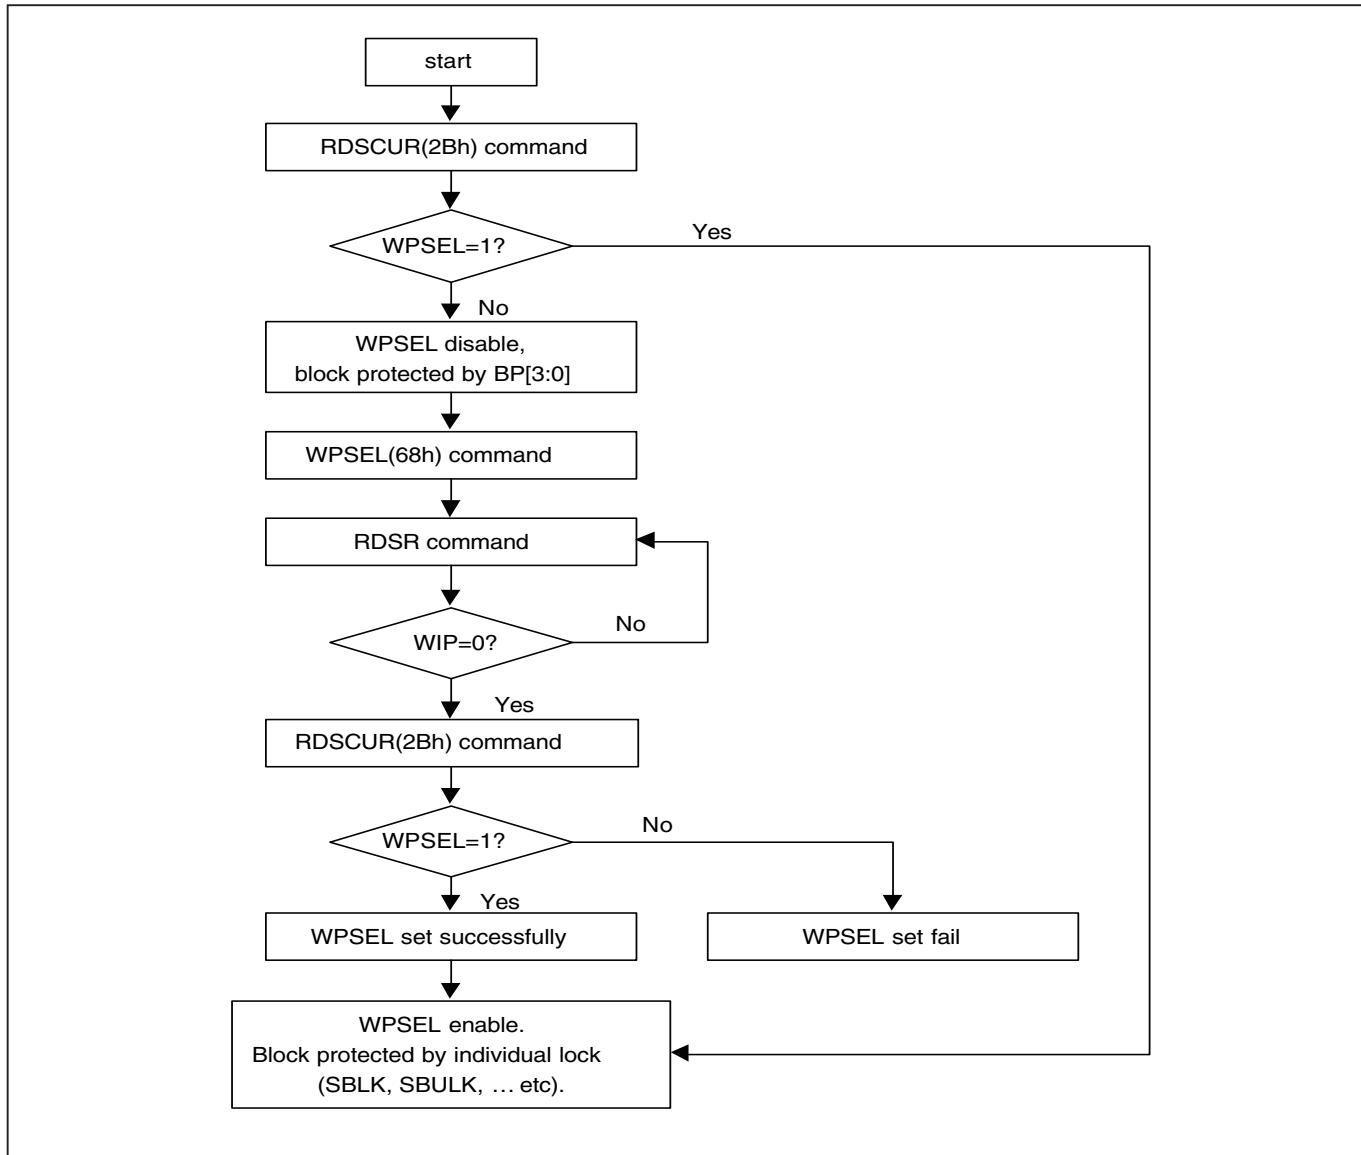 start
RDSCUR(2Bh) command
WPSEL=1?
Yes
No
WPSEL disable,
block protected by BP[3:0]
WPSEL(68h) command
RDSR command
WIP=0?
No
Yes
RDSCUR(2Bh) command
WPSEL=1?
No
Yes
WPSEL set successfully
WPSEL set fail
WPSEL enable.
Block protected by individual lock
(SBLK, SBULK, … etc).